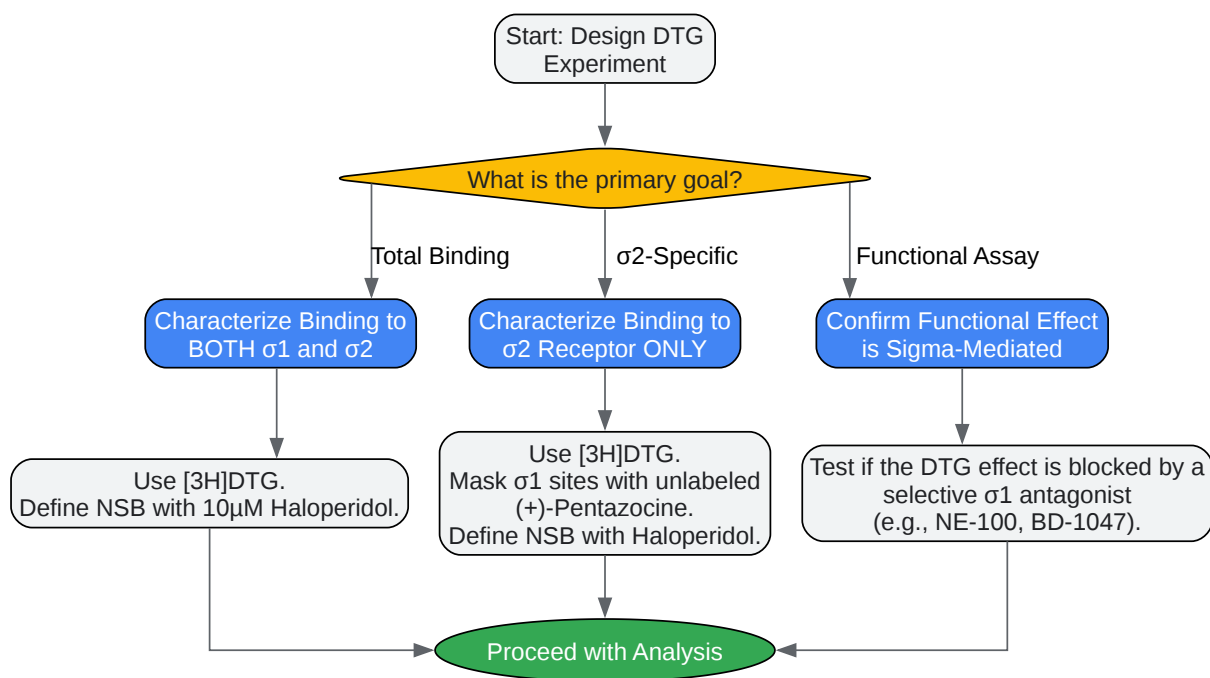 Start: Design DTG
Experiment
What is the primary goal?
Total Binding
σ2-Specific
Functional Assay
Characterize Binding to
BOTH σ1 and σ2
Characterize Binding to
σ2 Receptor ONLY
Confirm Functional Effect
is Sigma-Mediated
Use [3H]DTG.
Define NSB with 10µM Haloperidol.
Use [3H]DTG.
Mask σ1 sites with unlabeled
(+)-Pentazocine.
Define NSB with Haloperidol.
Test if the DTG effect is blocked by a
selective σ1 antagonist
(e.g., NE-100, BD-1047).
Proceed with Analysis